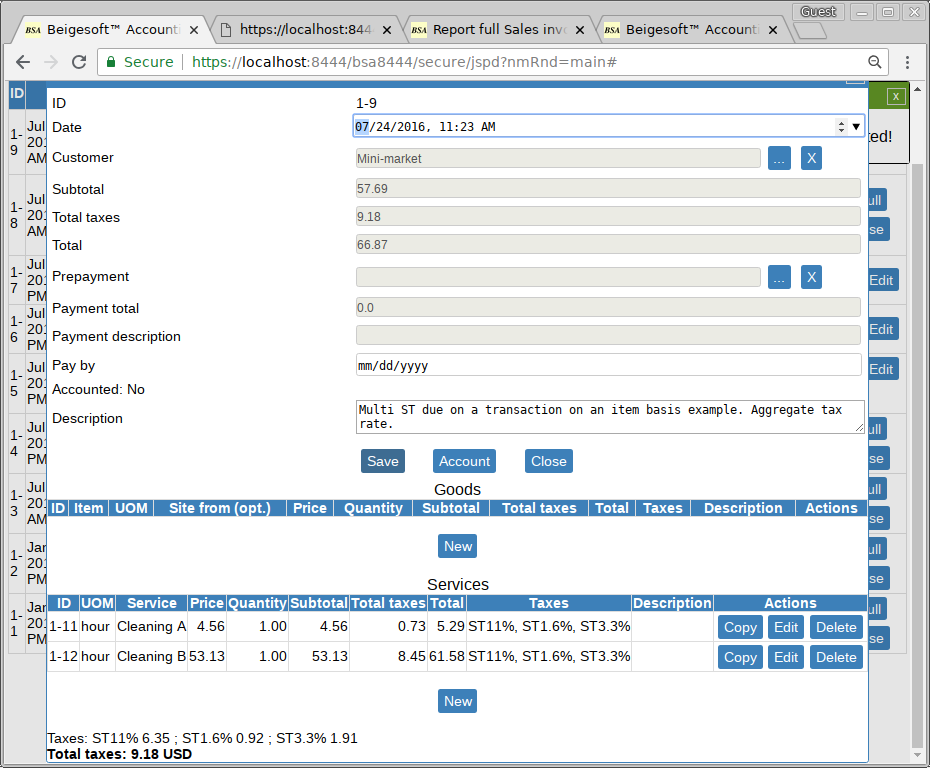 Guest
BSA Beigesoft™ Account
https://localhost:844
BSA Report full Sales inv
BSA Beigesoft™ Account
Secure https://localhost:8444/bsa8444/secure/jspd?nmRnd=main#
ID
x
ted!
ID 1-9
Date 07/24/2016, 11:23 AM
Customer Mini-market ... X
Subtotal 57.69
Total taxes 9.18
Total 66.87
Prepayment ... X
Payment total 0.0
Payment description
Pay by mm/dd/yyyy
Accounted: No
Description Multi ST due on a transaction on an item basis example. Aggregate tax
rate.
Save Account Close
Goods
ID Item UOM Site from (opt.) Price Quantity Subtotal Total taxes Total Taxes Description Actions
New
Services
ID UOM Service Price Quantity Subtotal Total taxes Total Taxes Description Actions
1-11 hour Cleaning A 4.56 1.00 4.56 0.73 5.29 ST11%, ST1.6%, ST3.3% Copy Edit Delete
1-12 hour Cleaning B 53.13 1.00 53.13 8.45 61.58 ST11%, ST1.6%, ST3.3% Copy Edit Delete
New
Taxes: ST11% 6.35 ; ST1.6% 0.92 ; ST3.3% 1.91
Total taxes: 9.18 USD
1-
9
Jul
201
AM
1-
8
Jul
201
AM
ull
se
1-
7
Jul
201
PM
Edit
1-
6
Jul
201
PM
Edit
1-
5
Jul
201
PM
Edit
1-
4
Jul
201
PM
ull
se
1-
3
Jul
201
AM
ull
se
1-
2
Jan
201
PM
ull
se
1-
1
Jan
201
PM
ull
se